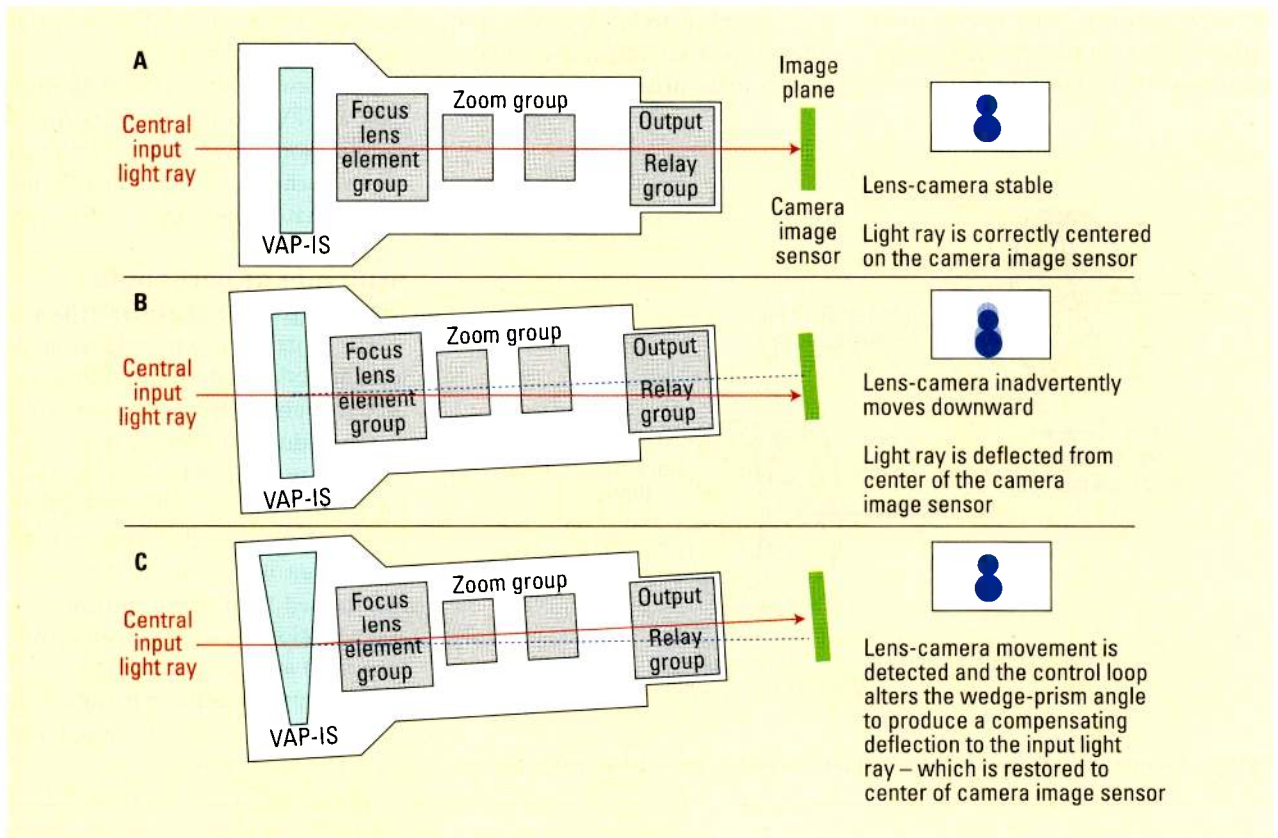 A
Central
input
light ray
VAP-IS
Focus
lens
element
group
Zoom group
Output
Relay
group
Image
plane
Camera
image
sensor
Lens-camera stable
Light ray is correctly centered
on the camera image sensor
B
Central
input
light ray
VAP-IS
Focus
lens
element
group
Zoom group
Output
Relay
group
Lens-camera inadvertently
moves downward
Light ray is deflected from
center of the camera
image sensor
C
Central
input
light ray
VAP-IS
Focus
lens
element
group
Zoom group
Output
Relay
group
Lens-camera movement is
detected and the control loop
alters the wedge-prism angle
to produce a compensating
deflection to the input light
ray – which is restored to
center of camera image sensor